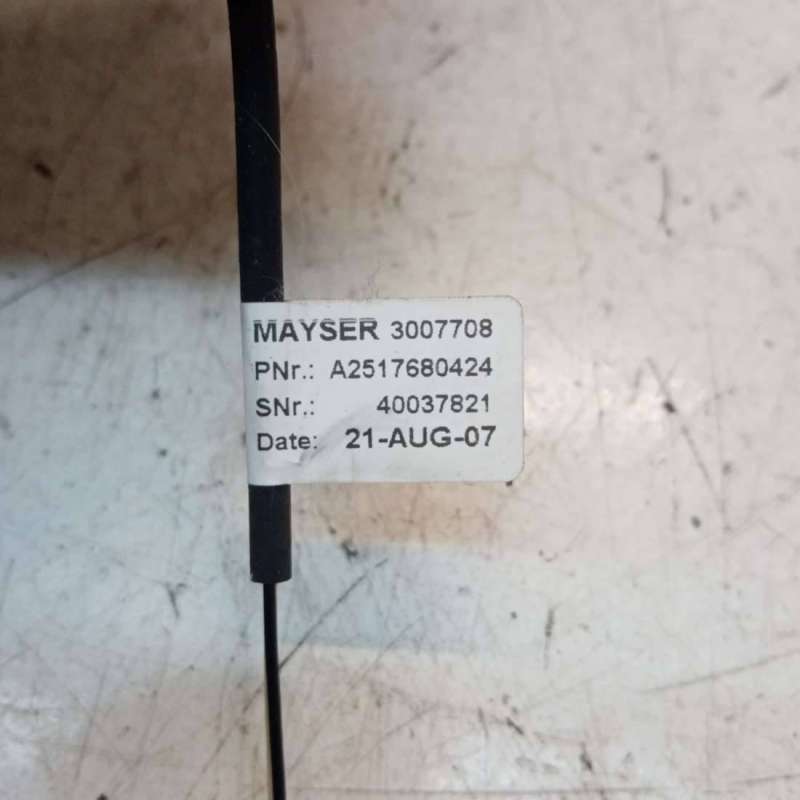 MAYSER 3007708
PNr.: A2517680424
SNr.: 40037821
Date: 21-AUG-07